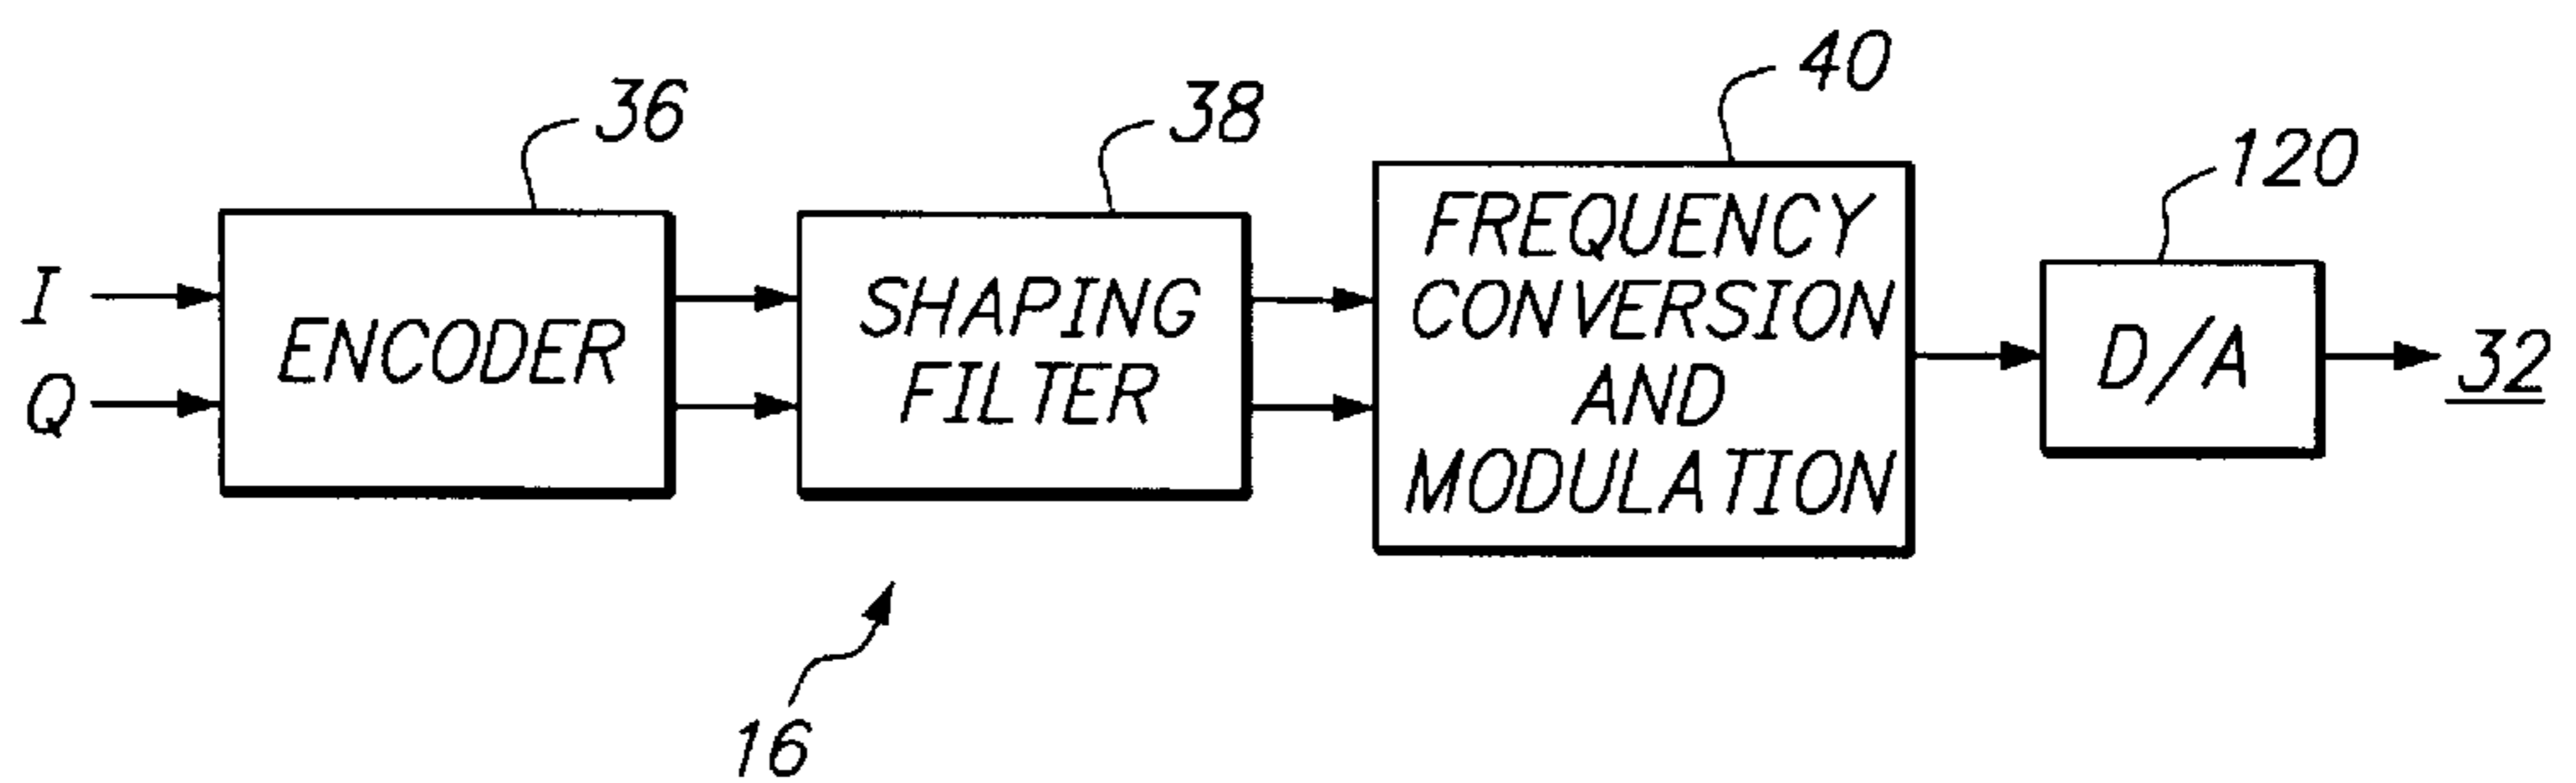 36
38
40
120
I
Q
ENCODER
SHAPING
FILTER
FREQUENCY
CONVERSION
AND
MODULATION
D/A
32
16